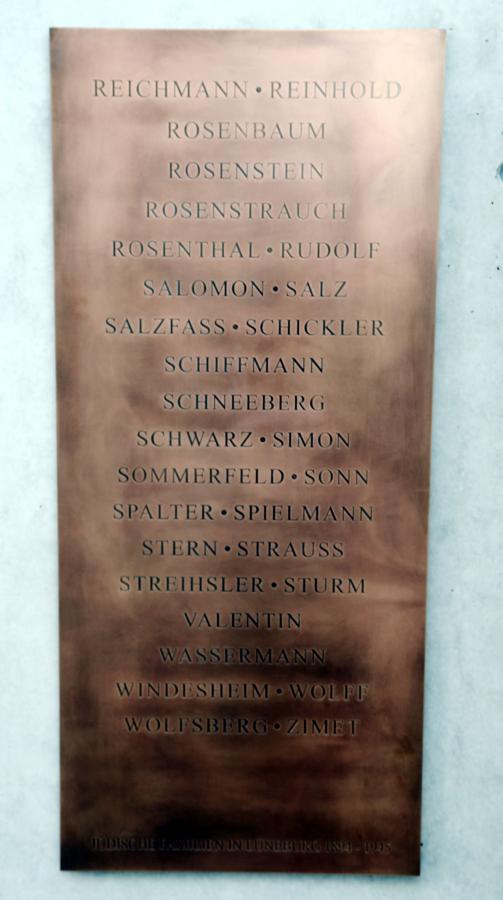 REICHMANN • REINHOLD
ROSENBAUM
ROSENSTEIN
ROSENSTRAUCH
ROSENTHAL • RUDOLF
SALOMON • SALZ
SALZFASS • SCHICKLER
SCHIFFMANN
SCHNEEBERG
SCHWARZ • SIMON
SOMMERFELD • SONN
SPALTER • SPIELMANN
STERN • STRAUSS
STREIHSLER • STURM
VALENTIN
WASSERMANN
WINDESHEIM • WOLFF
WOLFSBERG • ZIMET
JÜDISCHE FAMILIEN IN LÜNEBURG - 1945